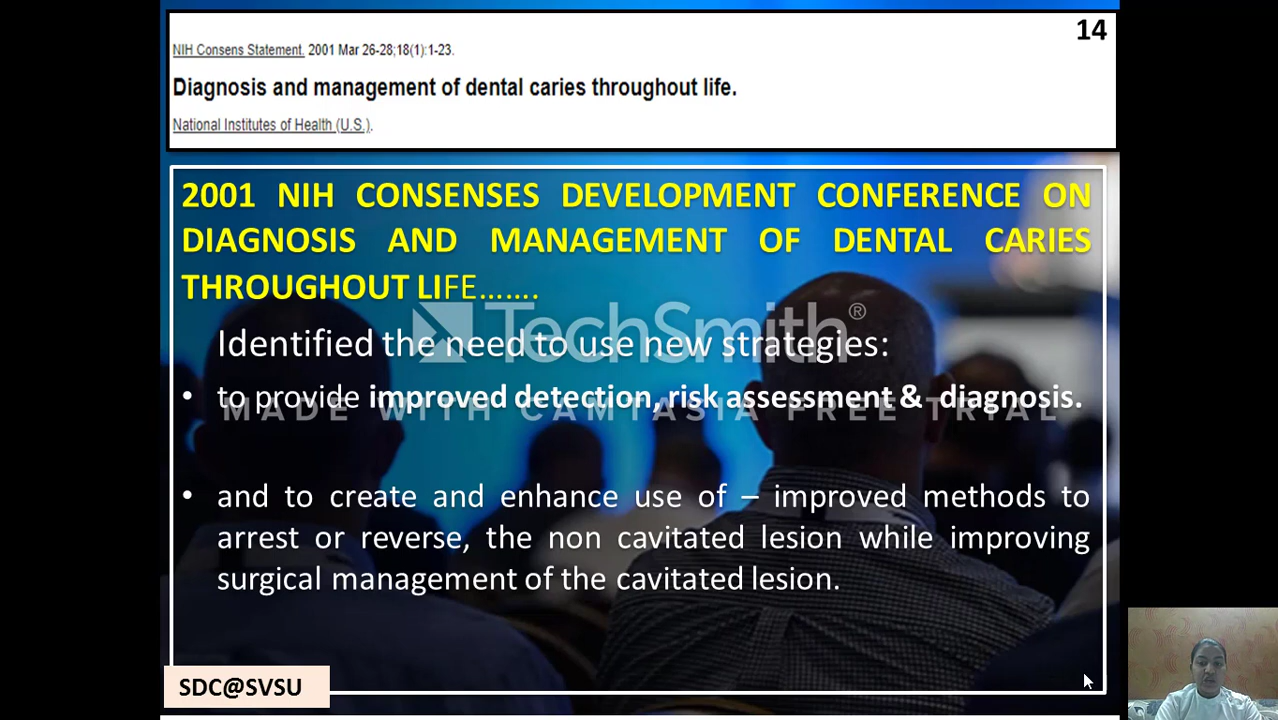 14
NIH Consens Statement. 2001 Mar 26-28;18(1):1-23.
Diagnosis and management of dental caries throughout life.
National Institutes of Health (U.S.).
2001 NIH CONSENSES DEVELOPMENT CONFERENCE ON
DIAGNOSIS AND MANAGEMENT OF DENTAL CARIES
THROUGHOUT LIFE…….
TechSmith®
Identified the need to use new strategies:
• to provide improved detection, risk assessment & diagnosis.
MADE WITH CAMTASIA FREE TRIAL
• and to create and enhance use of – improved methods to
arrest or reverse, the non cavitated lesion while improving
surgical management of the cavitated lesion.
SDC@SVSU